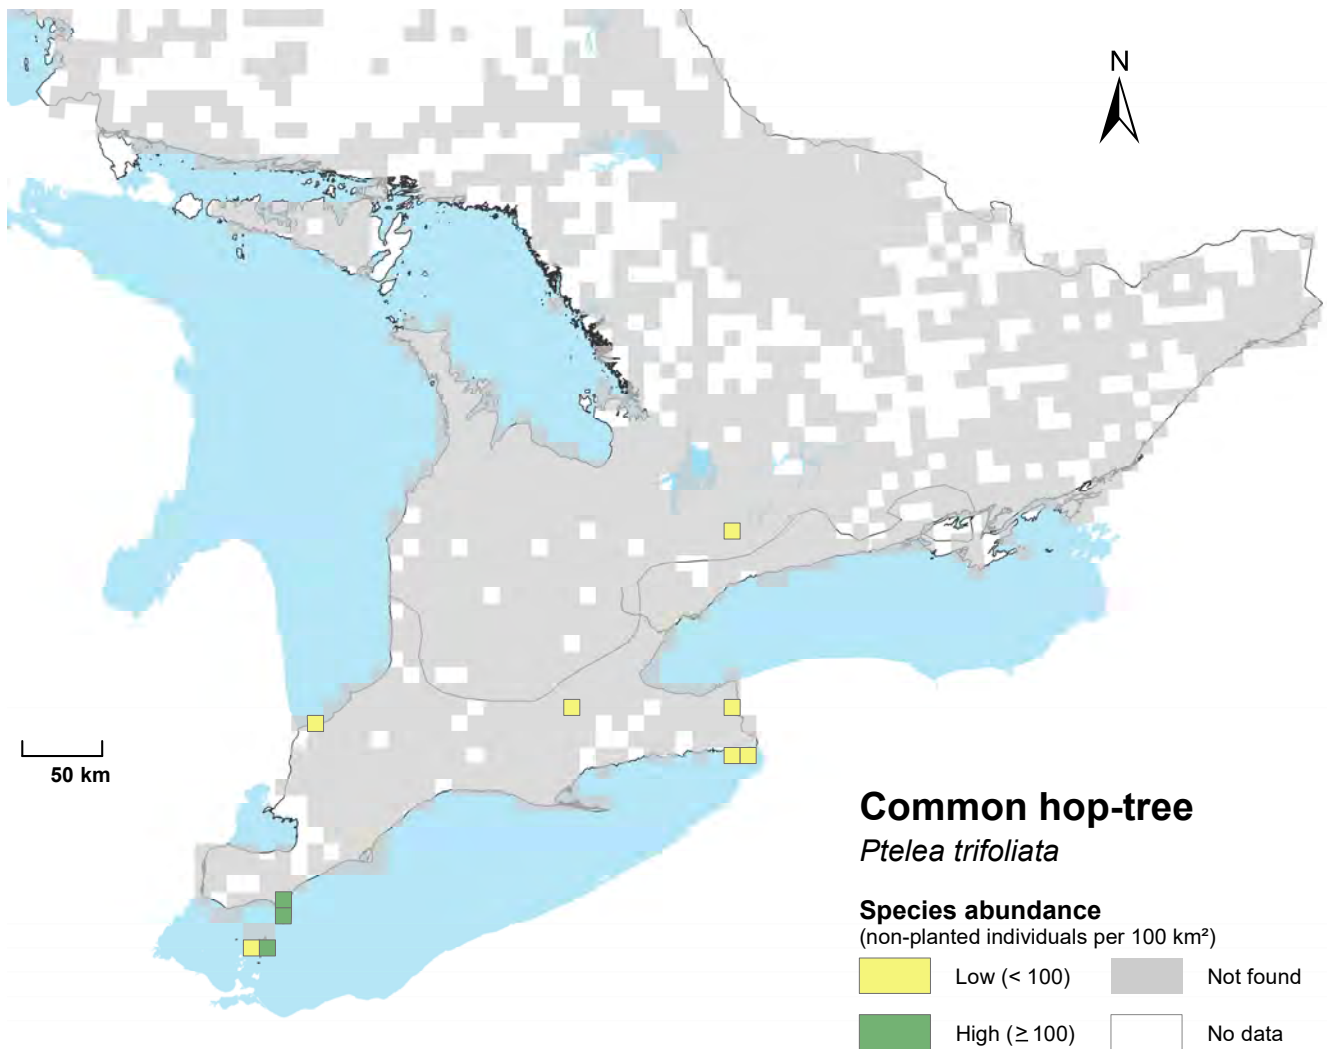 N
50 km
Common hop-tree
Ptelea trifoliata
Species abundance
(non-planted individuals per 100 km²)
Low (< 100)
Not found
High (≥ 100)
No data